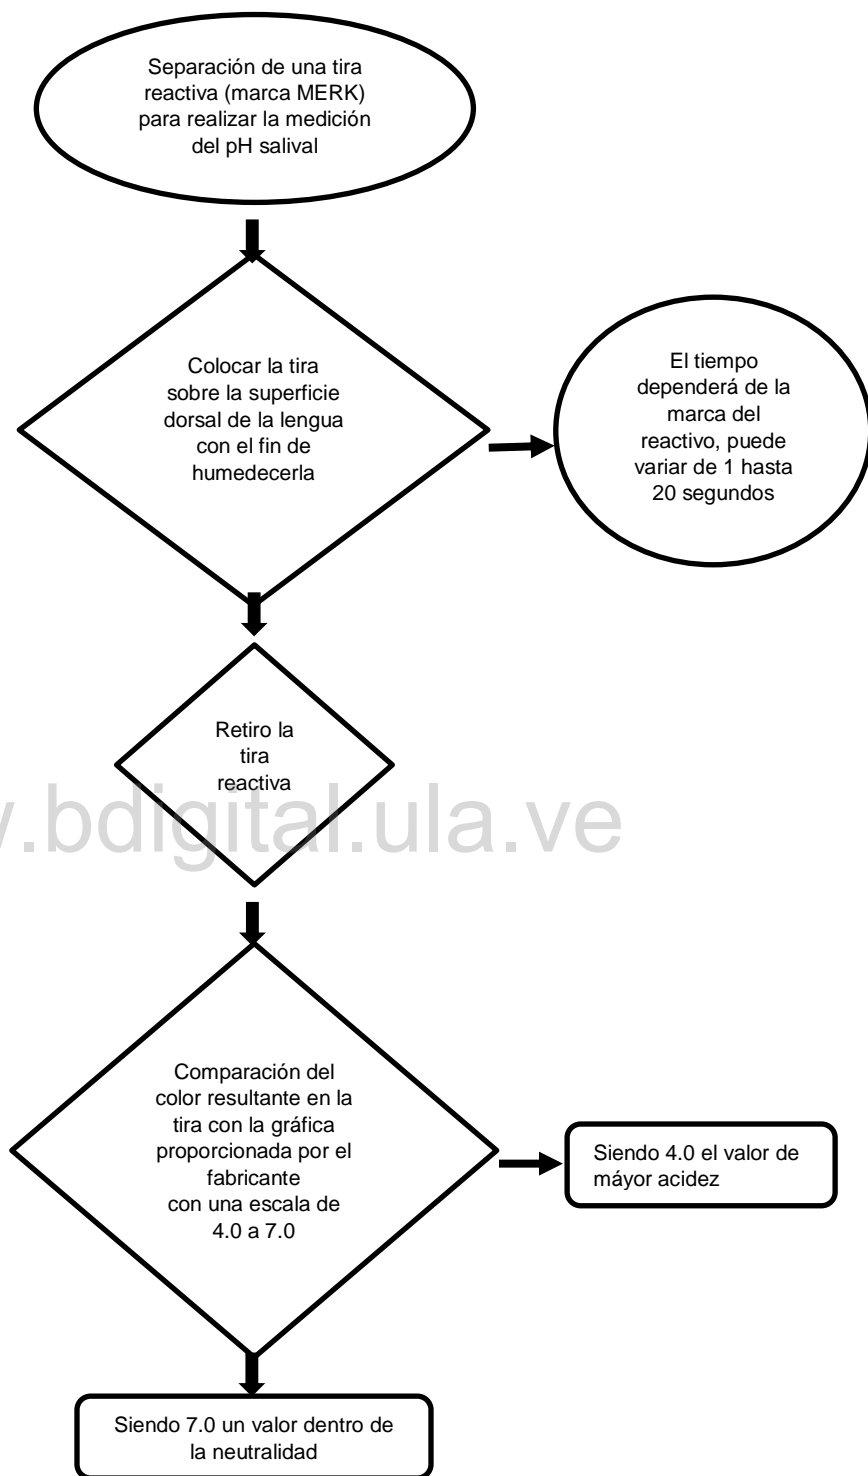 Separación de una tira
reactiva (marca MERK)
para realizar la medición
del pH salival
Colocar la tira
sobre la superficie
dorsal de la lengua
con el fin de
humedecerla
El tiempo
dependerá de la
marca del
reactivo, puede
variar de 1 hasta
20 segundos
Retiro la
tira
reactiva
.bdigital.ula.ve
Comparación del
color resultante en la
tira con la gráfica
proporcionada por el
fabricante
con una escala de
4.0 a 7.0
Siendo 4.0 el valor de
máyor acidez
Siendo 7.0 un valor dentro de
la neutralidad